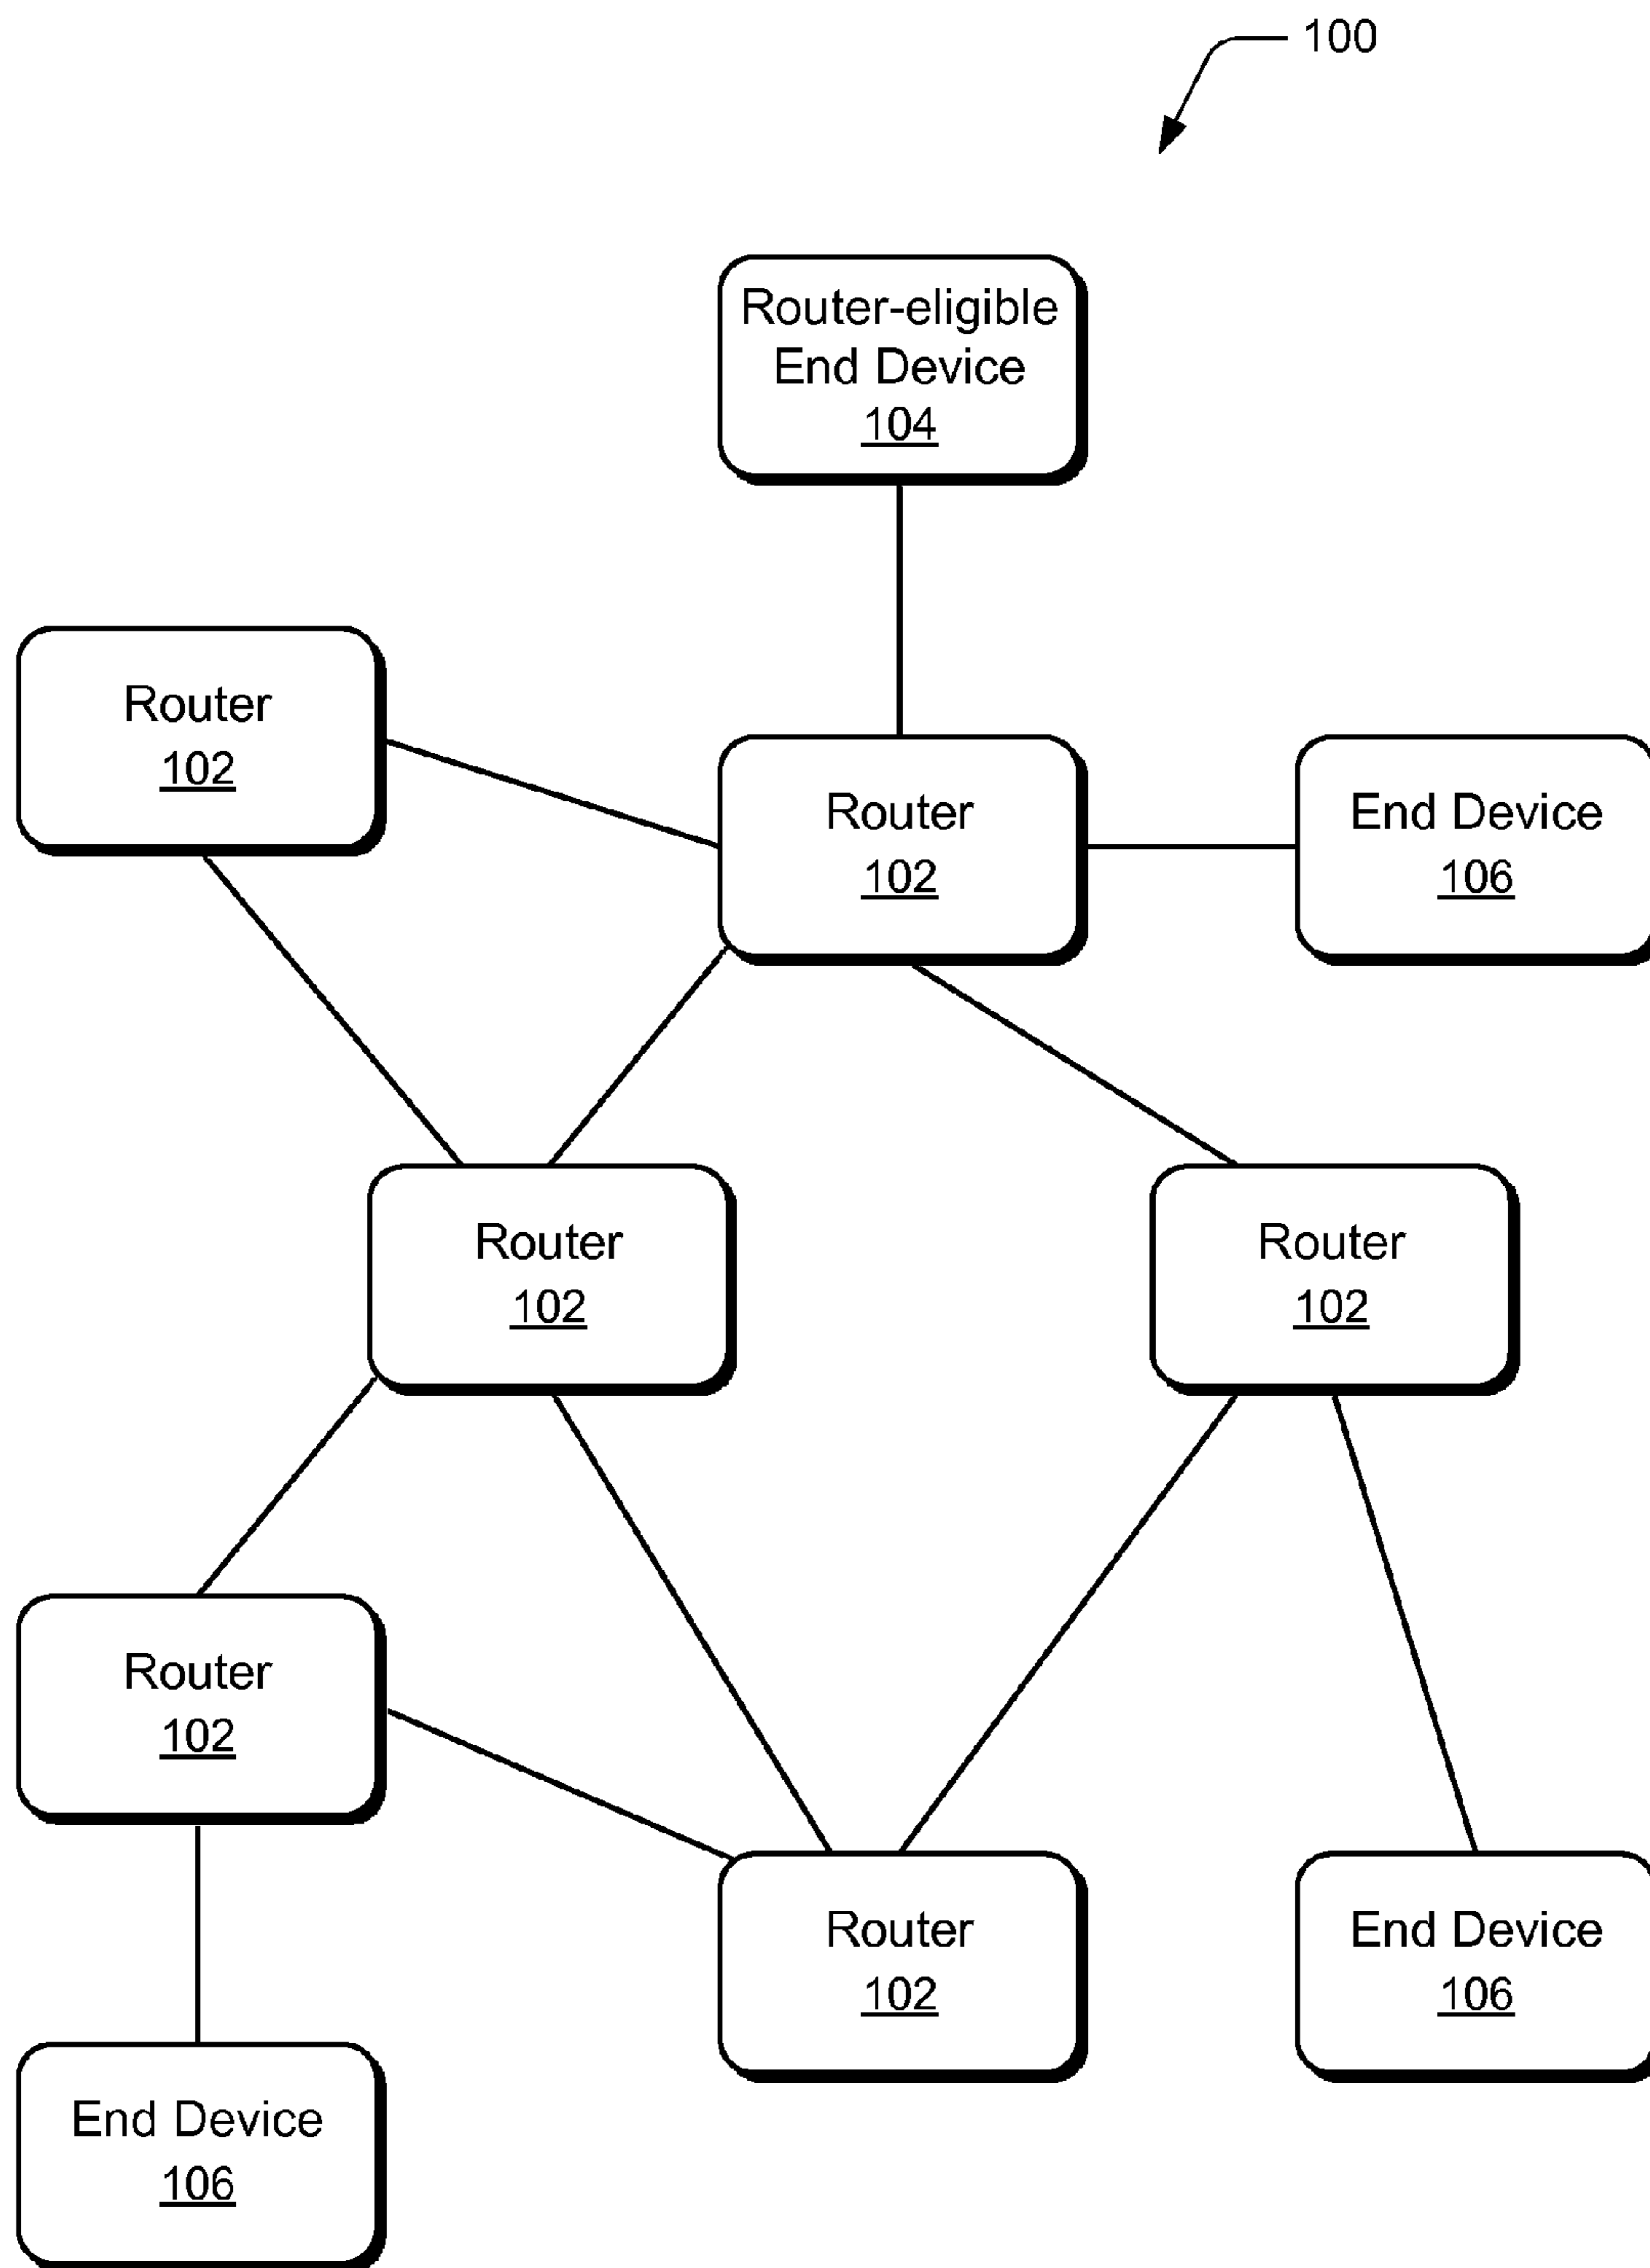 100
Router-eligible
End Device
104
Router
102
Router
102
End Device
106
Router
102
Router
102
Router
102
Router
102
End Device
106
End Device
106